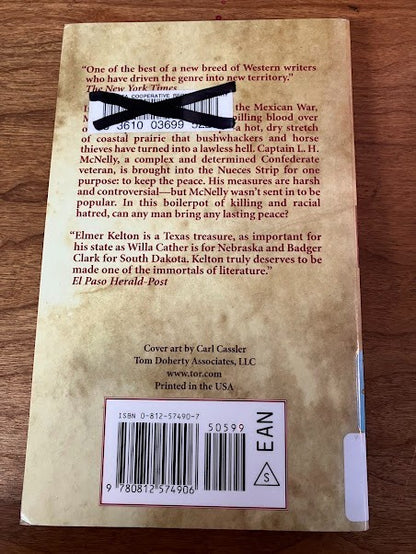 “One of the best of a new breed of Western writers
who have driven the genre into new territory.”
The New York Times
COOPERATIVE
the Mexican War,
spilling blood over
3610 03699
a hot, dry stretch
of coastal prairie that bushwhackers and horse
thieves have turned into a lawless hell. Captain L. H.
McNelly, a complex and determined Confederate
veteran, is brought into the Nueces Strip for one
purpose: to keep the peace. His measures are harsh
and controversial—but McNelly wasn't sent in to be
popular. In this boilerpot of killing and racial
hatred, can any man bring any lasting peace?
“Elmer Kelton is a Texas treasure, as important for
his state as Willa Cather is for Nebraska and Badger
Clark for South Dakota. Kelton truly deserves to be
made one of the immortals of literature.”
El Paso Herald-Post
Cover art by Carl Cassler
Tom Doherty Associates, LLC
www.tor.com
Printed in the USA
ISBN 0-812-57490-7
50599
EAN
S
9 780812 574906